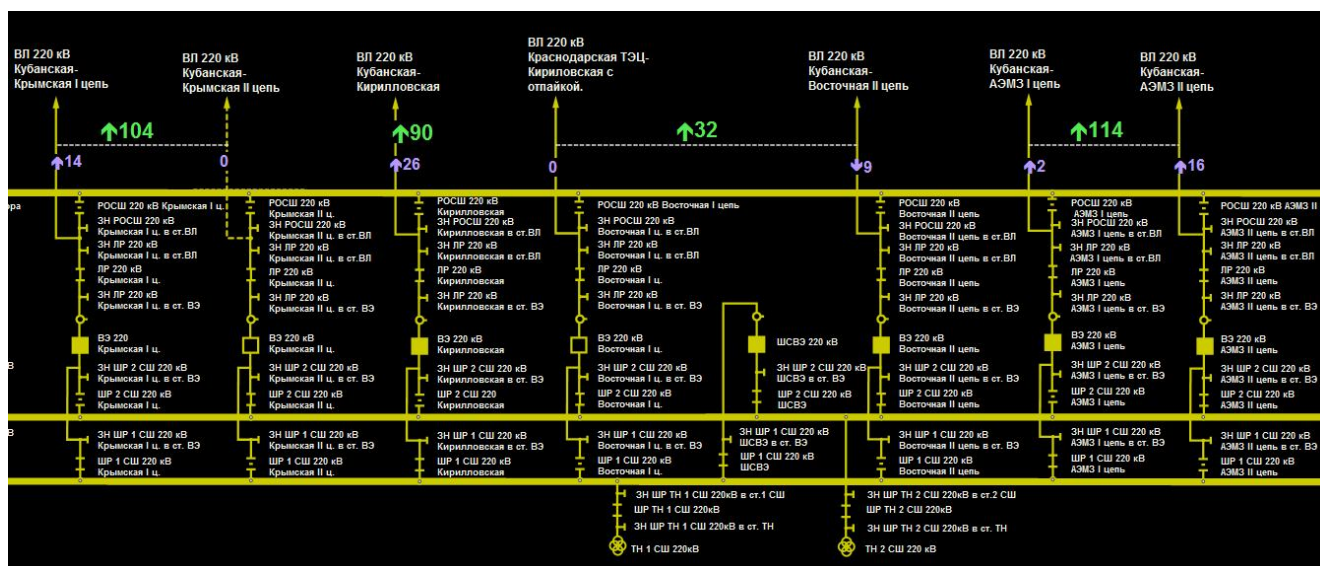 ВЛ 220 кВ
Кубанская-
Крымская I цепь
ВЛ 220 кВ
Кубанская-
Крымская II цепь
ВЛ 220 кВ
Кубанская-
Кирилловская
ВЛ 220 кВ
Краснодарская ТЭЦ-
Кириловская с
отпайкой.
ВЛ 220 кВ
Кубанская-
Восточная II цепь
ВЛ 220 кВ
Кубанская-
АЭМЗ I цепь
ВЛ 220 кВ
Кубанская-
АЭМЗ II цепь
104
90
32
114
14
0
26
0
9
2
16
ора
РОСШ 220 кВ Крымская I ц.
ЗН РОСШ 220 кВ
Крымская I ц. в ст.ВЛ
ЗН ЛР 220 кВ
Крымская I ц. в ст.ВЛ
ЛР 220 кВ
Крымская I ц.
ЗН ЛР 220 кВ
Крымская I ц. в ст. ВЭ
ВЭ 220
Крымская I ц.
В
ЗН ШР 2 СШ 220 кВ
Крымская I ц. в ст. ВЭ
ШР 2 СШ 220 кВ
Крымская I ц.
В
ЗН ШР 1 СШ 220 кВ
Крымская I ц. в ст. ВЭ
ШР 1 СШ 220 кВ
Крымская I ц.
РОСШ 220 кВ
Крымская II ц.
ЗН РОСШ 220 кВ
Крымская II ц. в ст.ВЛ
ЗН ЛР 220 кВ
Крымская II ц. в ст.ВЛ
ЛР 220 кВ
Крымская II ц.
ЗН ЛР 220 кВ
Крымская II ц. в ст. ВЭ
ВЭ 220 кВ
Крымская II ц.
ЗН ШР 2 СШ 220 кВ
Крымская II ц. в ст. ВЭ
ШР 2 СШ 220 кВ
Крымская II ц.
ЗН ШР 1 СШ 220 кВ
Крымская II ц. в ст. ВЭ
ШР 1 СШ 220 кВ
Крымская II ц.
РОСШ 220 кВ
Кирилловская
ЗН РОСШ 220 кВ
Кирилловская в ст.ВЛ
ЗН ЛР 220 кВ
Кирилловская в ст.ВЛ
ЛР 220 кВ
Кирилловская
ЗН ЛР 220 кВ
Кирилловская в ст. ВЭ
ВЭ 220 кВ
Кирилловская
ЗН ШР 2 СШ 220 кВ
Кирилловская в ст. ВЭ
ШР 2 СШ 220
Кирилловская
ЗН ШР 1 СШ 220 кВ
Кирилловская в ст. ВЭ
ШР 1 СШ 220 кВ
Кирилловская
РОСШ 220 кВ Восточная I цепь
ЗН РОСШ 220 кВ
Восточная I ц. в ст.ВЛ
ЗН ЛР 220 кВ
Восточная I ц. в ст.ВЛ
ЛР 220 кВ
Восточная I ц.
ЗН ЛР 220 кВ
Восточная I ц. в ст. ВЭ
ВЭ 220 кВ
Восточная I ц.
ЗН ШР 2 СШ 220 кВ
Восточная I ц. в ст. ВЭ
ШР 2 СШ 220 кВ
Восточная I ц.
ЗН ШР 1 СШ 220 кВ
Восточная I ц. в ст. ВЭ
ШР 1 СШ 220 кВ
Восточная I ц.
ШСВЭ 220 кВ
ЗН ШР 2 СШ 220 кВ
ШСВЭ в ст. ВЭ
ШР 2 СШ 220 кВ
ШСВЭ
ЗН ШР 1 СШ 220 кВ
ШСВЭ в ст. ВЭ
ШР 1 СШ 220 кВ
ШСВЭ
РОСШ 220 кВ
Восточная II цепь
ЗН РОСШ 220 кВ
Восточная II цепь в ст.ВЛ
ЗН ЛР 220 кВ
Восточная II цепь в ст.ВЛ
ЛР 220 кВ
Восточная II цепь
ЗН ЛР 220 кВ
Восточная II цепь в ст. ВЭ
ВЭ 220 кВ
Восточная II цепь
ЗН ШР 2 СШ 220 кВ
Восточная II цепь в ст. ВЭ
ШР 2 СШ 220 кВ
Восточная II цепь
ЗН ШР 1 СШ 220 кВ
Восточная II цепь в ст. ВЭ
ШР 1 СШ 220 кВ
Восточная II цепь
РОСШ 220 кВ
АЭМЗ I цепь
ЗН РОСШ 220 кВ
АЭМЗ I цепь в ст.ВЛ
ЗН ЛР 220 кВ
АЭМЗ I цепь в ст.ВЛ
ЛР 220 кВ
АЭМЗ I цепь
ЗН ЛР 220 кВ
АЭМЗ I цепь в ст. ВЭ
ВЭ 220 кВ
АЭМЗ I цепь
ЗН ШР 2 СШ 220 кВ
АЭМЗ I цепь в ст. ВЭ
ШР 2 СШ 220 кВ
АЭМЗ I цепь
ЗН ШР 1 СШ 220 кВ
АЭМЗ I цепь в ст. ВЭ
ШР 1 СШ 220 кВ
АЭМЗ I цепь
РОСШ 220 кВ АЭМЗ II
ЗН РОСШ 220 кВ
АЭМЗ II цепь в ст.ВЛ
ЗН ЛР 220 кВ
АЭМЗ II цепь в ст.ВЛ
ЛР 220 кВ
АЭМЗ II цепь
ЗН ЛР 220 кВ
АЭМЗ II цепь в ст. ВЭ
ВЭ 220 кВ
АЭМЗ II цепь
ЗН ШР 2 СШ 220 кВ
АЭМЗ II цепь в ст. ВЭ
ШР 2 СШ 220 кВ
АЭМЗ II цепь
ЗН ШР 1 СШ 220 кВ
АЭМЗ II цепь в ст. ВЭ
ШР 1 СШ 220 кВ
АЭМЗ II цепь
ЗН ШР ТН 1 СШ 220кВ в ст.1 СШ
ШР ТН 1 СШ 220кВ
ЗН ШР ТН 1 СШ 220кВ в ст. ТН
ТН 1 СШ 220кВ
ЗН ШР ТН 2 СШ 220кВ в ст.2 СШ
ШР ТН 2 СШ 220кВ
ЗН ШР ТН 2 СШ 220кВ в ст. ТН
ТН 2 СШ 220 кВ